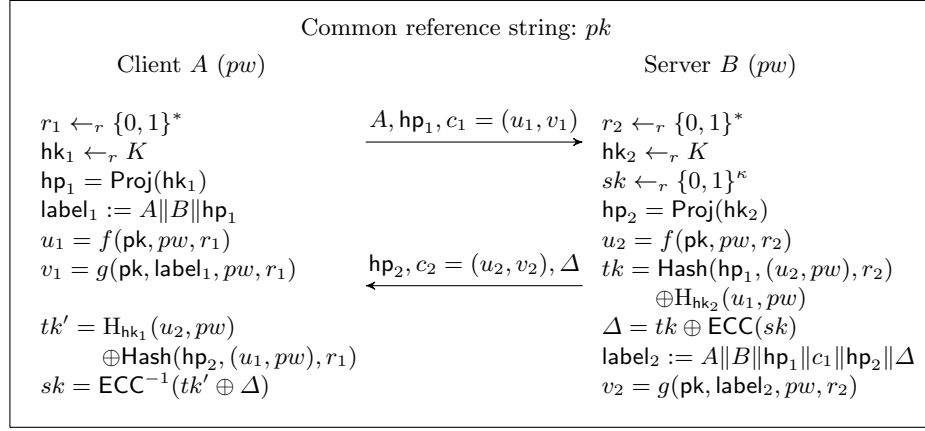 Common reference string: pk
Client A (pw)
Server B (pw)
r₁ ←ᵣ {0, 1}*
hk₁ ←ᵣ K
hp₁ = Proj(hk₁)
label₁ := A‖B‖hp₁
u₁ = f(pk, pw, r₁)
v₁ = g(pk, label₁, pw, r₁)
tk′ = H_{hk₁}(u₂, pw)
⊕Hash(hp₂, (u₁, pw), r₁)
sk = ECC⁻¹(tk′ ⊕ Δ)
A, hp₁, c₁ = (u₁, v₁)
hp₂, c₂ = (u₂, v₂), Δ
r₂ ←ᵣ {0, 1}*
hk₂ ←ᵣ K
sk ←ᵣ {0, 1}^κ
hp₂ = Proj(hk₂)
u₂ = f(pk, pw, r₂)
tk = Hash(hp₁, (u₂, pw), r₂)
⊕H_{hk₂}(u₁, pw)
Δ = tk ⊕ ECC(sk)
label₂ := A‖B‖hp₁‖c₁‖hp₂‖Δ
v₂ = g(pk, label₂, pw, r₂)